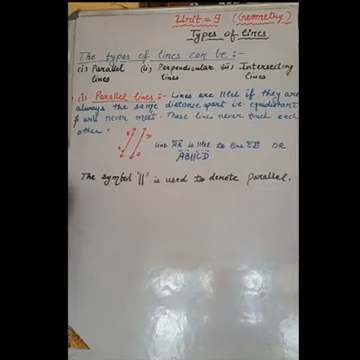 Unit = 9 (Geometry)
Types of lines
The types of lines can be :-
(i) Parallel lines (ii) Perpendicular lines (iii) Intersecting lines
(i) Parallel lines :- Lines are lllel if they are
always the same distance apart i.e equidistant
& will never meet. These line never touch each
other.
line AB is lllel to line CD OR
AB||CD
The symbol '||' is used to denote parallel.